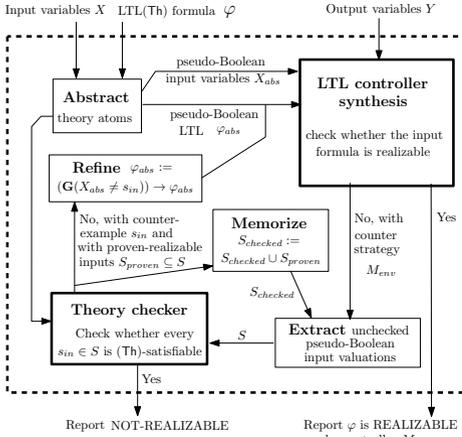 Input variables X
LTL(Th) formula φ
Output variables Y
Abstract
theory atoms
pseudo-Boolean
input variables X_abs
pseudo-Boolean
LTL φ_abs
LTL controller
synthesis
check whether the input
formula is realizable
Refine φ_abs :=
(G(X_abs ≠ s_in)) → φ_abs
No, with counter-
example s_in and
with proven-realizable
inputs S_proven ⊆ S
Memorize
S_checked :=
S_checked ∪ S_proven
No, with
counter
strategy
M_env
Yes
S_checked
Theory checker
Check whether every
s_in ∈ S is (Th)-satisfiable
S
Extract unchecked
pseudo-Boolean
input valuations
Yes
Report NOT-REALIZABLE
Report φ is REALIZABLE